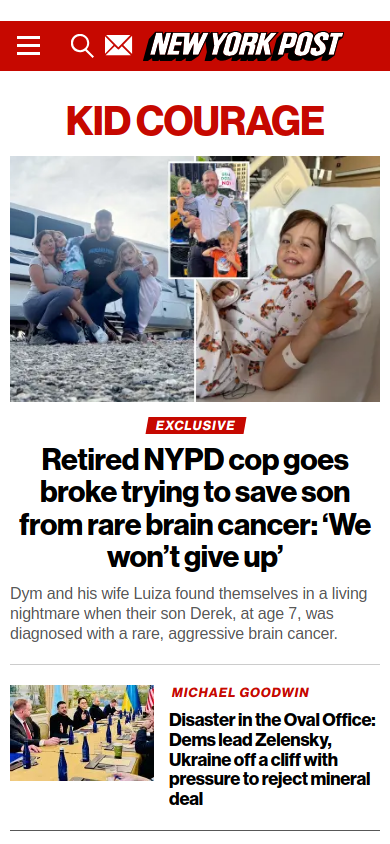 NEW YORK POST
KID COURAGE
EXCLUSIVE
Retired NYPD cop goes
broke trying to save son
from rare brain cancer: ‘We
won’t give up’
Dym and his wife Luiza found themselves in a living
nightmare when their son Derek, at age 7, was
diagnosed with a rare, aggressive brain cancer.
MICHAEL GOODWIN
Disaster in the Oval Office:
Dems lead Zelensky,
Ukraine off a cliff with
pressure to reject mineral
deal